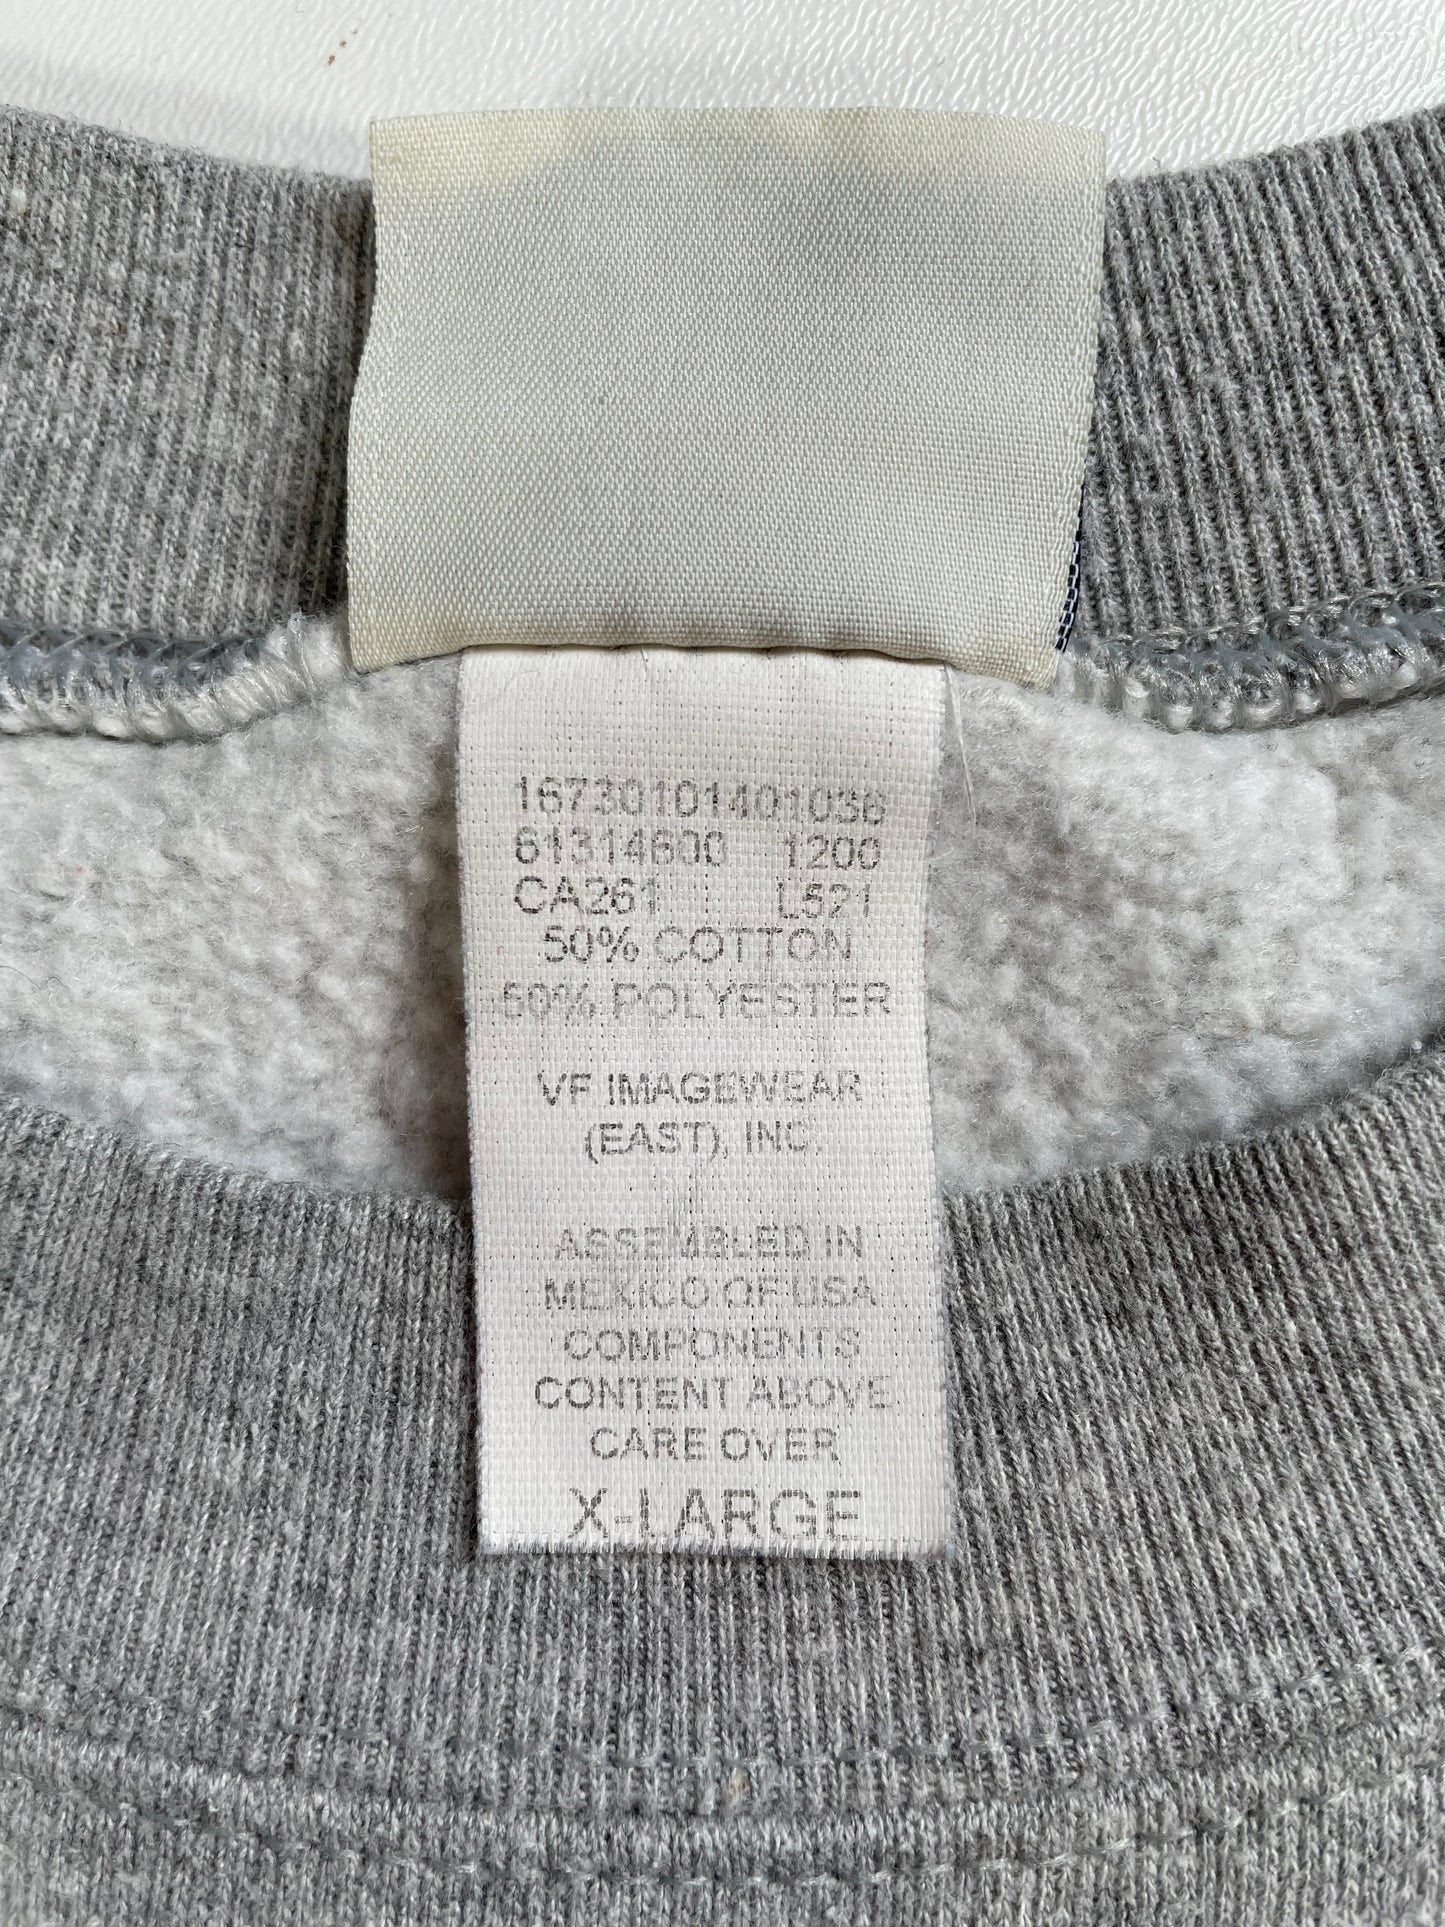 16730101401036
61314600 1200
CA261 L521
50% COTTON
50% POLYESTER
VF IMAGEWEAR
(EAST), INC.
ASSEMBLED IN
MEXICO OF USA
COMPONENTS
CONTENT ABOVE
CARE OVER
X-LARGE